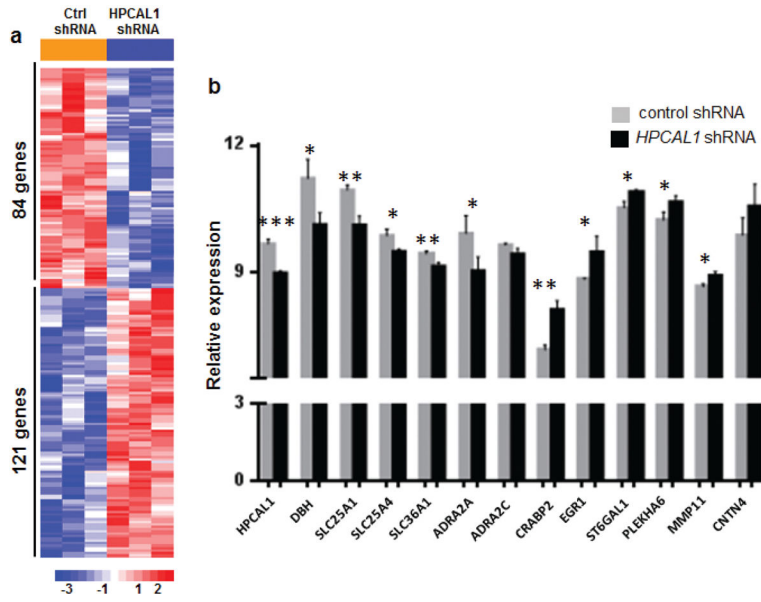 a
Ctrl HPCAL1
shRNA shRNA
84 genes
121 genes
-3 -1 1 2
b
control shRNA
HPCAL1 shRNA
Relative expression
12
9
3
0
*** * ** * ** * ** * * * *
HPCAL1 DBH SLC25A1 SLC25A4 SLC36A1 ADRA2A ADRA2C CRABP2 EGR1 ST6GAL1 PLEKHA6 MMP11 CNTN4